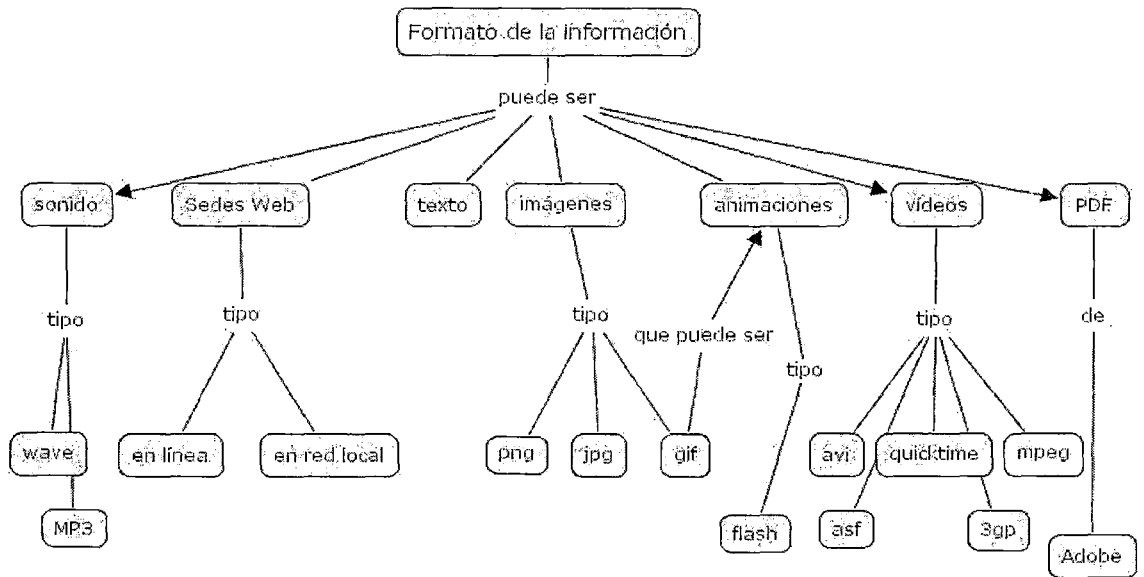 Formato de la información
puede ser
sonido
Sedes Web
texto
imágenes
animaciones
vídeos
PDF
tipo
tipo
tipo
que puede ser
tipo
tipo
de
wave
en línea
en red local
png
jpg
gif
avi
quicktime
mpeg
MP3
flash
asf
3gp
Adobe